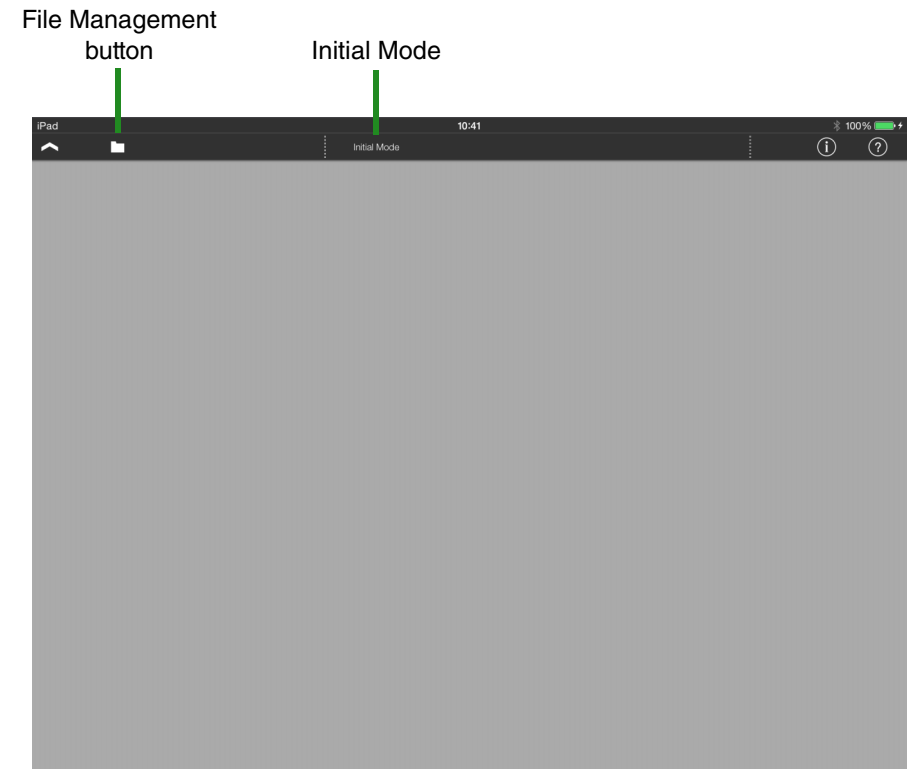 File Management
button
Initial Mode
iPad 10:41 100%
Initial Mode
i ?